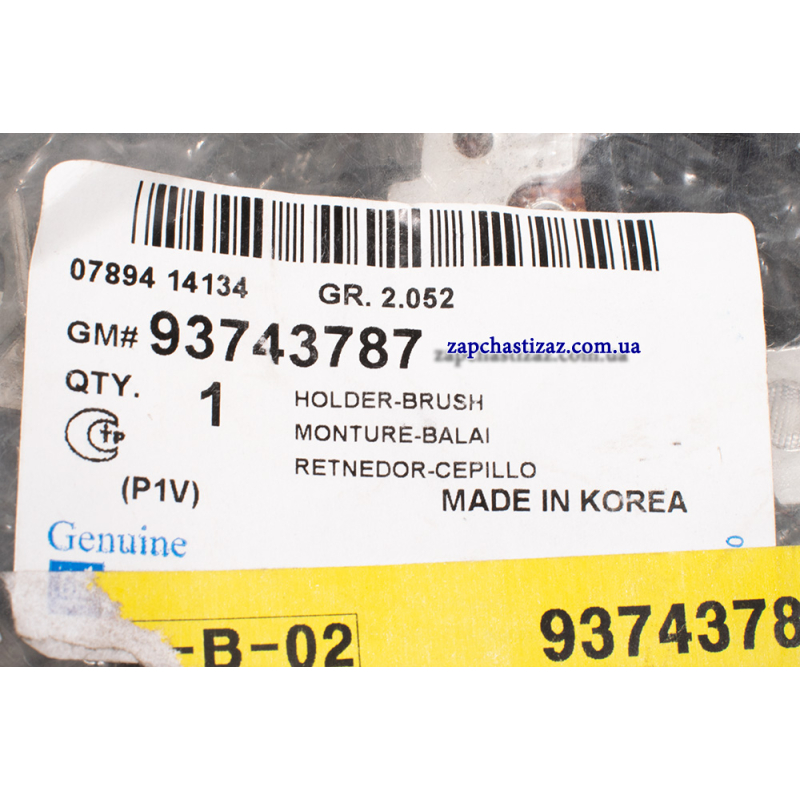 07894 14134
GR. 2.052
GM# 93743787
zapchastizaz.com.ua
QTY. 1
HOLDER-BRUSH
MONTURE-BALAI
RETNEDOR-CEPILLO
(P1V)
MADE IN KOREA
Genuine
-B-02
9374378